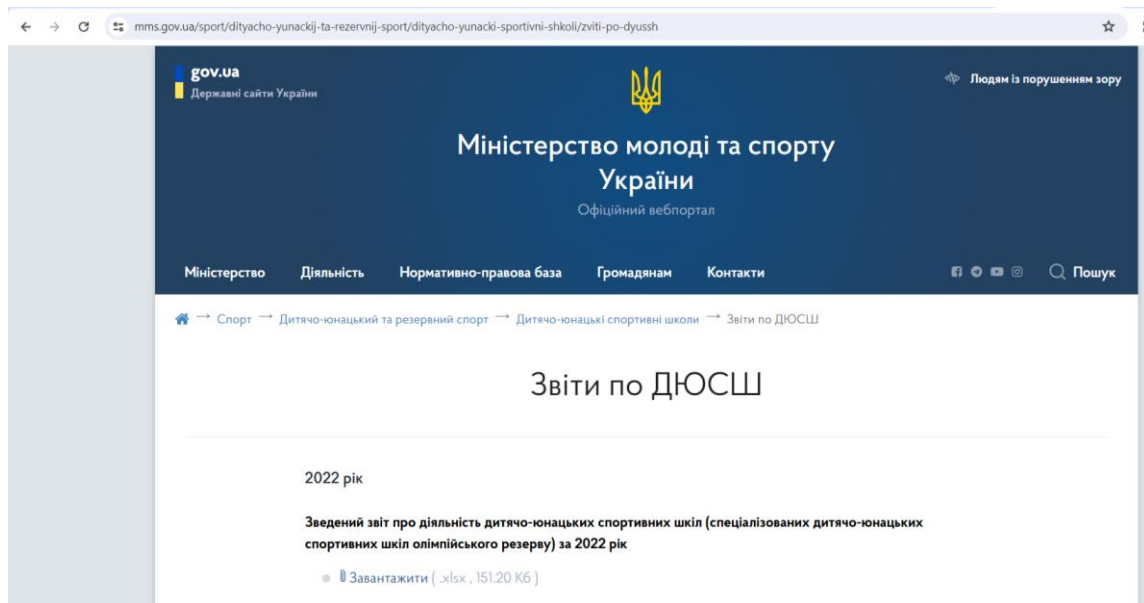 mms.gov.ua/sport/dityacho-yunackij-ta-rezervnij-sport/dityacho-yunacki-sportivni-shkoli/zviti-po-dyussh
gov.ua
Державні сайти України
Людям із порушенням зору
Міністерство молоді та спорту
України
Офіційний вебпортал
Міністерство Діяльність Нормативно-правова база Громадянам Контакти Пошук
→ Спорт → Дитячо-юнацький та резервний спорт → Дитячо-юнацькі спортивні школи → Звіти по ДЮСШ
Звіти по ДЮСШ
2022 рік
Зведений звіт про діяльність дитячо-юнацьких спортивних шкіл (спеціалізованих дитячо-юнацьких
спортивних шкіл олімпійського резерву) за 2022 рік
Завантажити ( .xlsx , 151.20 Кб )